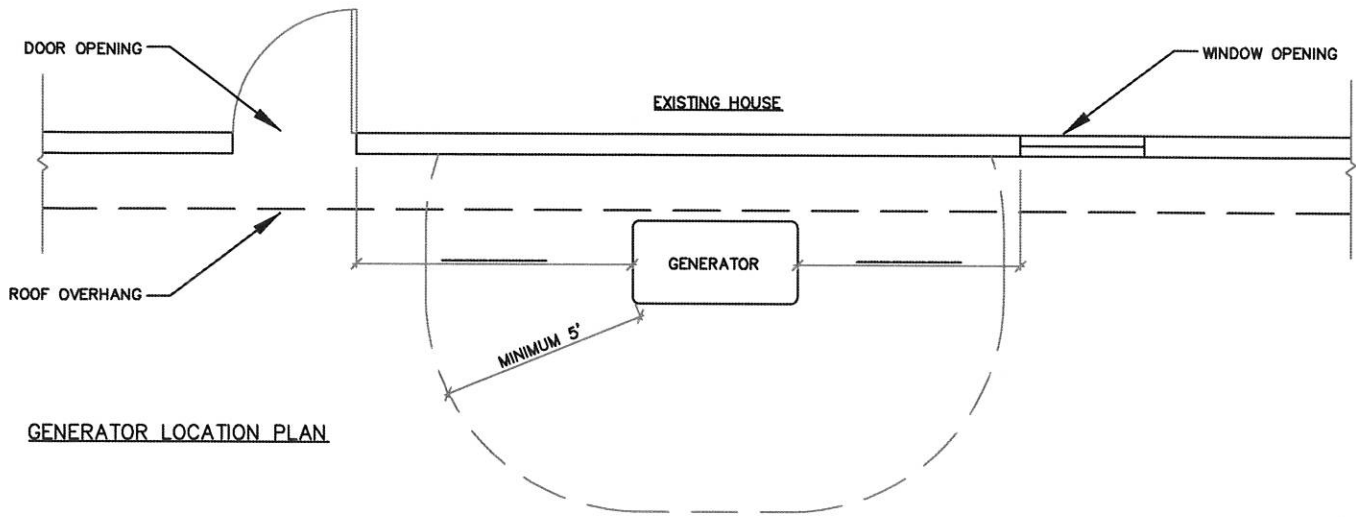 DOOR OPENING
WINDOW OPENING
EXISTING HOUSE
GENERATOR
ROOF OVERHANG
MINIMUM 5'
GENERATOR LOCATION PLAN